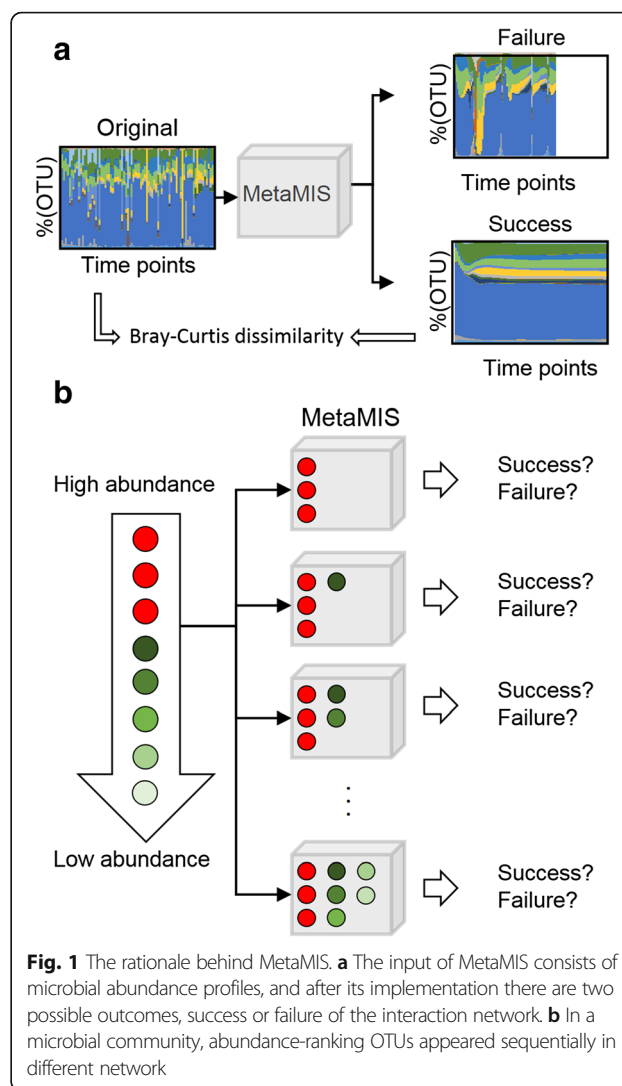 a
Original
%(OTU)
Time points
MetaMIS
Failure
%(OTU)
Time points
Success
%(OTU)
Time points
Bray-Curtis dissimilarity
b
MetaMIS
High abundance
Low abundance
Success?
Failure?
Success?
Failure?
Success?
Failure?
Success?
Failure?
Fig. 1 The rationale behind MetaMIS. a The input of MetaMIS consists of
microbial abundance profiles, and after its implementation there are two
possible outcomes, success or failure of the interaction network. b In a
microbial community, abundance-ranking OTUs appeared sequentially in
different network